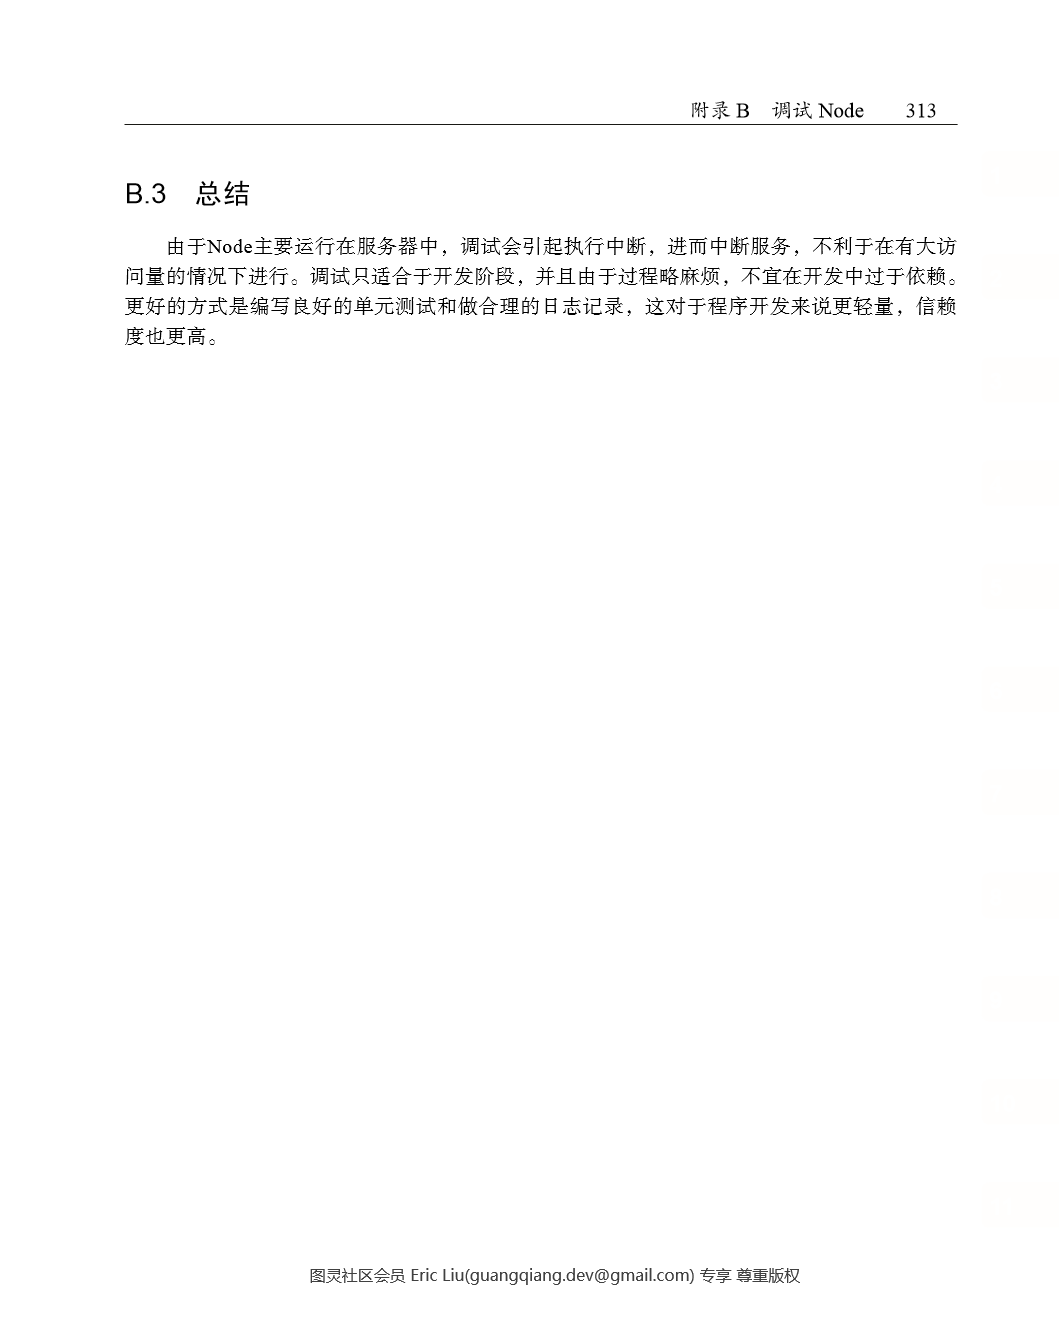 附录 B 调试 Node 313
B.3 总结
由于Node主要运行在服务器中，调试会引起执行中断，进而中断服务，不利于在有大访
问量的情况下进行。调试只适合于开发阶段，并且由于过程略麻烦，不宜在开发中过于依赖。
更好的方式是编写良好的单元测试和做合理的日志记录，这对于程序开发来说更轻量，信赖
度也更高。
图灵社区会员 Eric Liu(guangqiang.dev@gmail.com) 专享 尊重版权